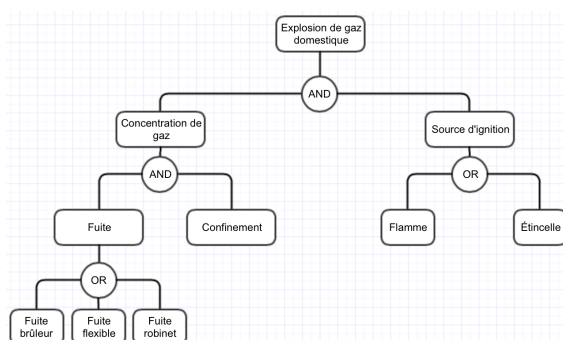 Explosion de gaz
domestique
AND
Concentration de
gaz
Source d'ignition
AND
OR
Fuite
Confinement
Flamme
Étincelle
OR
Fuite
brûleur
Fuite
flexible
Fuite
robinet